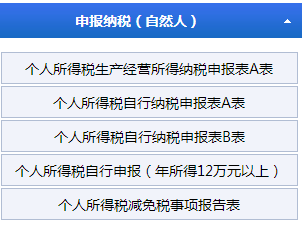 申报纳税（自然人）
个人所得税生产经营所得纳税申报表A表
个人所得税自行纳税申报表A表
个人所得税自行纳税申报表B表
个人所得税自行申报（年所得12万元以上）
个人所得税减免税事项报告表